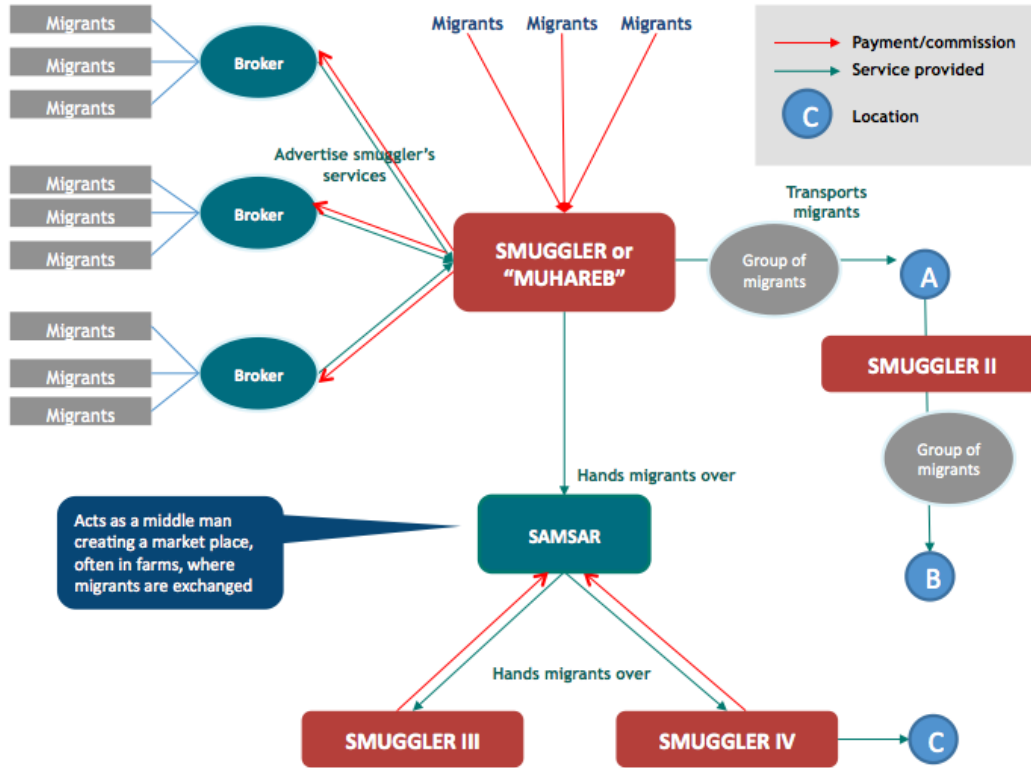 Migrants
Migrants
Migrants
Broker
Migrants
Migrants
Migrants
Payment/commission
Service provided
C
Location
Advertise smuggler's
services
Migrants
Migrants
Migrants
Broker
SMUGGLER or
“MUHAREB”
Transports
migrants
Group of
migrants
A
SMUGGLER II
Group of
migrants
B
Migrants
Migrants
Migrants
Broker
Hands migrants over
Acts as a middle man
creating a market place,
often in farms, where
migrants are exchanged
SAMSAR
Hands migrants over
SMUGGLER III
SMUGGLER IV
C